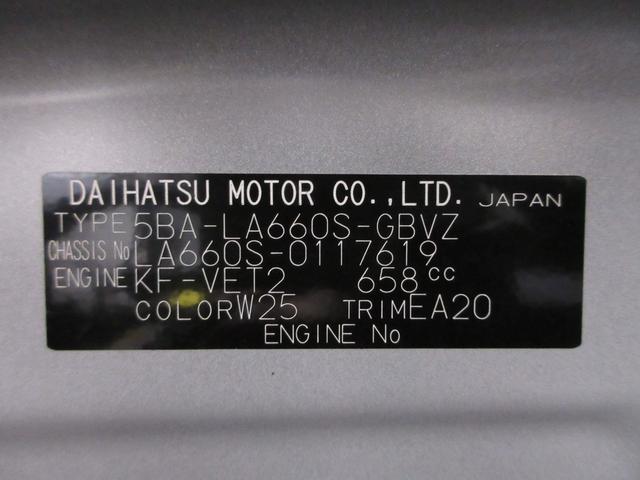 DAIHATSU MOTOR CO.,LTD. JAPAN
TYPE 5BA-LA660S-GBVZ
CHASSIS No LA660S-0117619
ENGINE KF-VET2 658cc
COLOR W25 TRIM EA20
ENGINE No